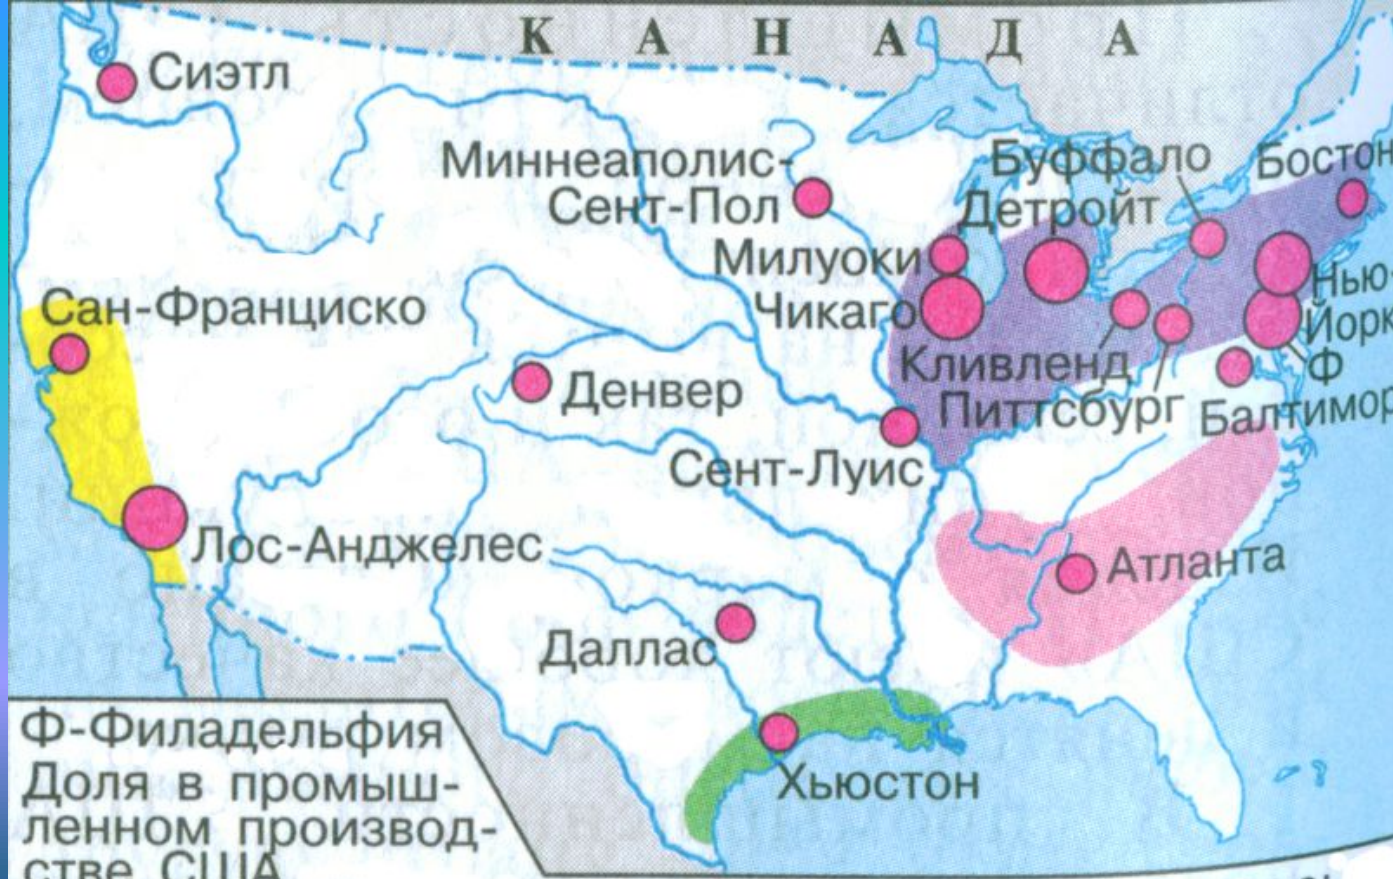 КАНАДА
Сиэтл
Миннеаполис-
Сент-Пол
Буффало
Бостон
Детройт
Милуоки
Чикаго
Нью-
Йорк
Сан-Франциско
Кливленд
Ф
Денвер
Питтсбург
Балтимор
Сент-Луис
Лос-Анджелес
Атланта
Даллас
Хьюстон
Ф-Филадельфия
Доля в промыш-
ленном производ-
стве США